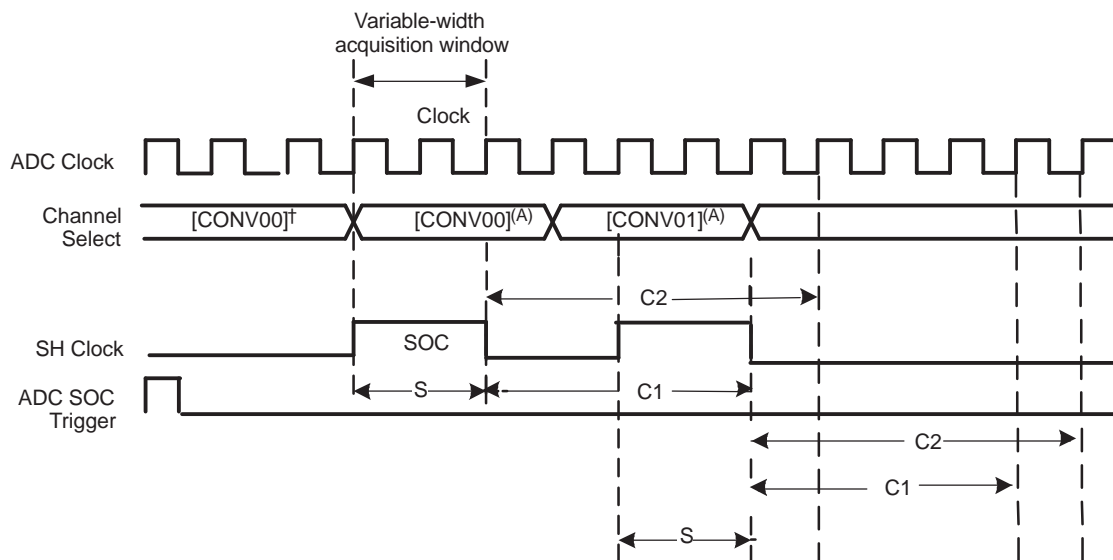 Variable-width
acquisition window
Clock
ADC Clock
Channel
Select
[CONV00]†
[CONV00](A)
[CONV01](A)
C2
SH Clock
SOC
S
C1
ADC SOC
Trigger
C2
C1
S